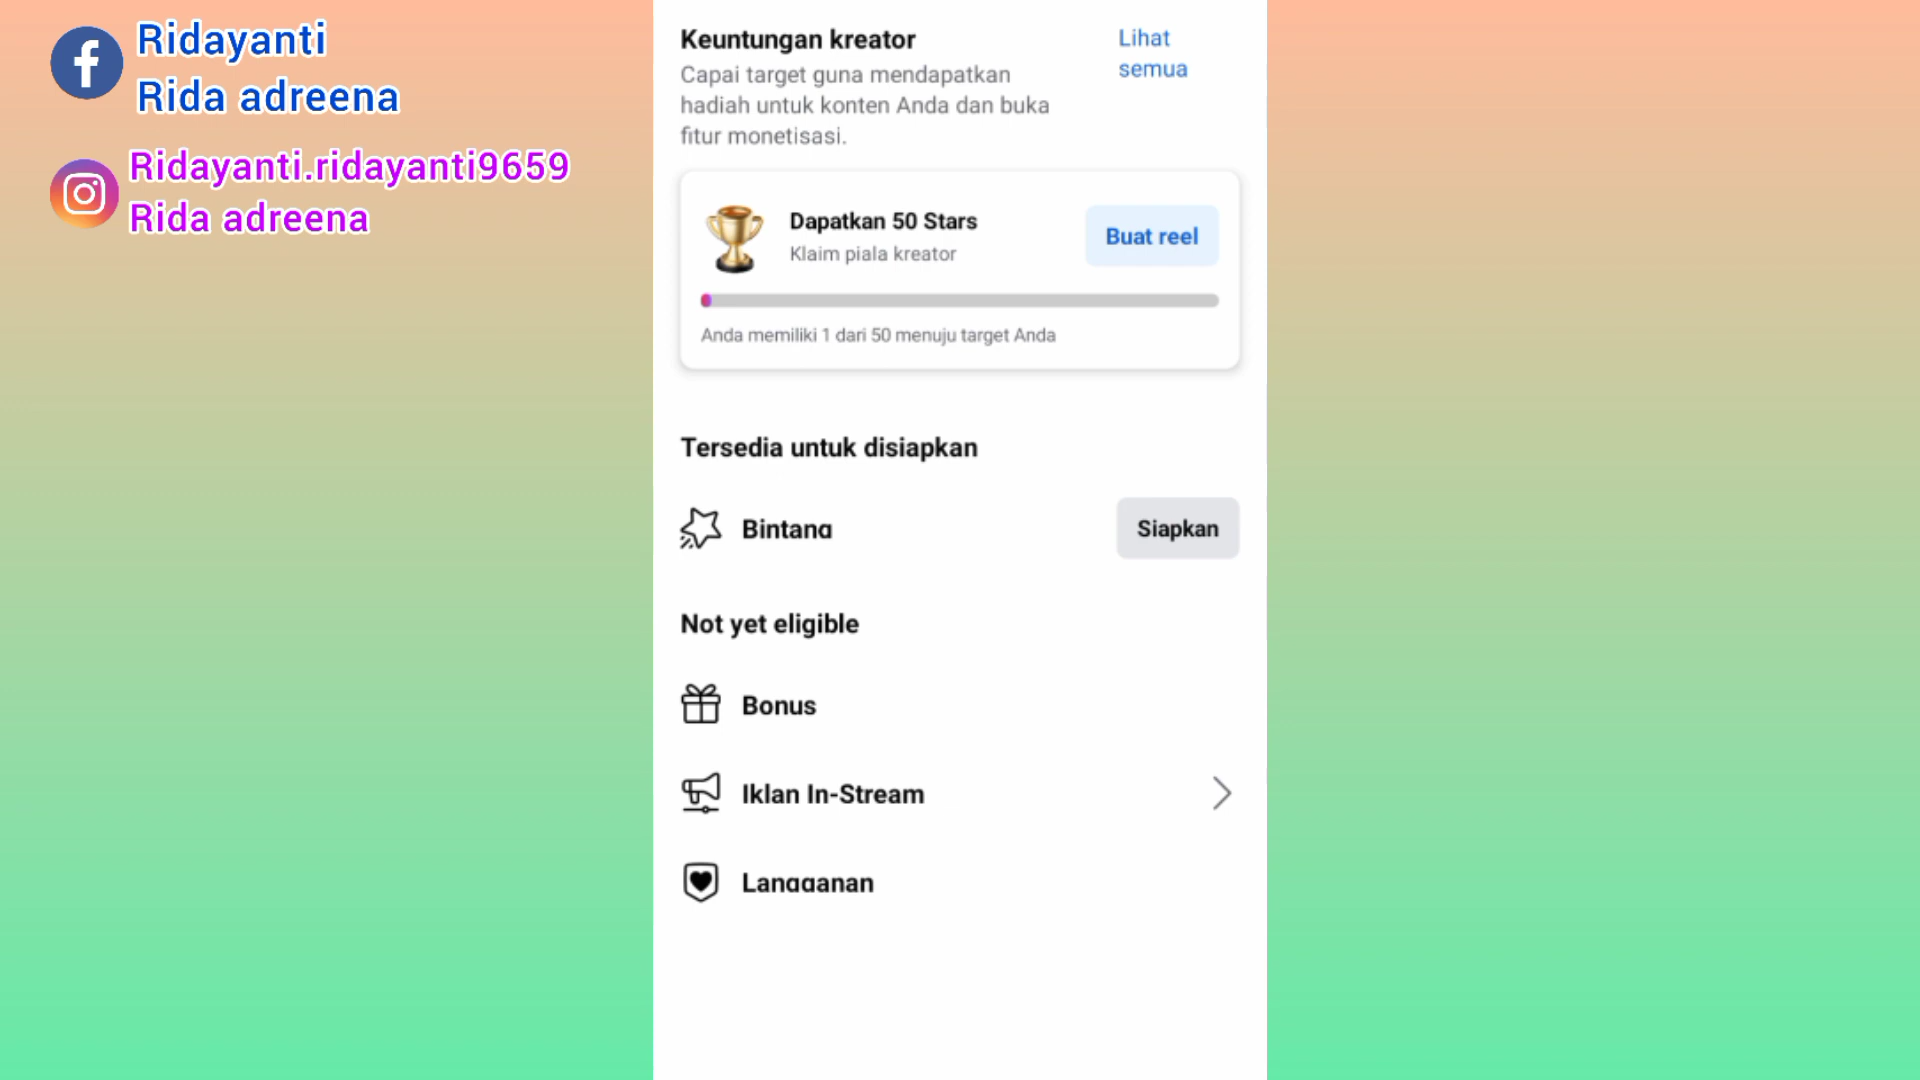 Ridayanti
Rida adreena
Ridayanti.ridayanti9659
Rida adreena
Keuntungan kreator
Lihat semua
Capai target guna mendapatkan
hadiah untuk konten Anda dan buka
fitur monetisasi.
Dapatkan 50 Stars
Klaim piala kreator
Buat reel
Anda memiliki 1 dari 50 menuju target Anda
Tersedia untuk disiapkan
Bintang
Siapkan
Not yet eligible
Bonus
Iklan In-Stream
Langganan